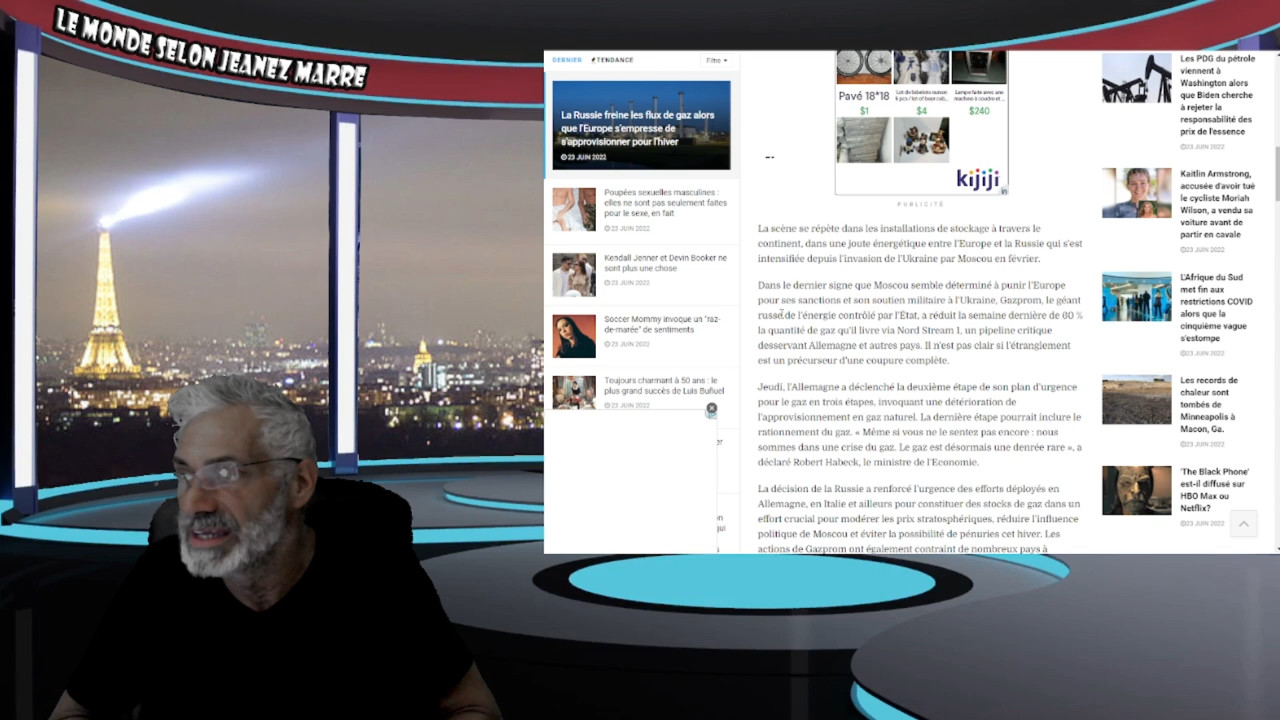 LE MONDE SELON JEANEZ MARRE
DERNIER
TENDANCE
Filtre
La Russie freine les flux de gaz alors
que l'Europe s'empresse de
s'approvisionner pour l'hiver
23 JUIN 2022
Poupées sexuelles masculines :
elles ne sont pas seulement faites
pour le sexe, en fait
23 JUIN 2022
Kendall Jenner et Devin Booker ne
sont plus une chose
23 JUIN 2022
Soccer Mommy invoque un "raz-
de-marée" de sentiments
23 JUIN 2022
Toujours charmant à 50 ans : le
plus grand succès de Luis Buñuel
23 JUIN 2022
Pavé 18*18
$1
$4
$240
kijiji
PUBLICITÉ
La scène se répète dans les installations de stockage à travers le
continent, dans une joute énergétique entre l'Europe et la Russie qui s'est
intensifiée depuis l'invasion de l'Ukraine par Moscou en février.
Dans le dernier signe que Moscou semble déterminé à punir l'Europe
pour ses sanctions et son soutien militaire à l'Ukraine, Gazprom, le géant
russe de l'énergie contrôlé par l'État, a réduit la semaine dernière de 60 %
la quantité de gaz qu'il livre via Nord Stream 1, un pipeline critique
desservant Allemagne et autres pays. Il n'est pas clair si l'étranglement
est un précurseur d'une coupure complète.
Jeudi, l'Allemagne a déclenché la deuxième étape de son plan d'urgence
pour le gaz en trois étapes, invoquant une détérioration de
l'approvisionnement en gaz naturel. La dernière étape pourrait inclure le
rationnement du gaz. « Même si vous ne le sentez pas encore : nous
sommes dans une crise du gaz. Le gaz est désormais une denrée rare », a
déclaré Robert Habeck, le ministre de l'Economie.
La décision de la Russie a renforcé l'urgence des efforts déployés en
Allemagne, en Italie et ailleurs pour constituer des stocks de gaz dans un
effort crucial pour modérer les prix stratosphériques, réduire l'influence
politique de Moscou et éviter la possibilité de pénuries cet hiver. Les
actions de Gazprom ont également contraint de nombreux pays à
Les PDG du pétrole
viennent à
Washington alors
que Biden cherche
à rejeter la
responsabilité des
prix de l'essence
23 JUIN 2022
Kaitlin Armstrong,
accusée d'avoir tué
le cycliste Moriah
Wilson, a vendu sa
voiture avant de
partir en cavale
23 JUIN 2022
L'Afrique du Sud
met fin aux
restrictions COVID
alors que la
cinquième vague
s'estompe
23 JUIN 2022
Les records de
chaleur sont
tombés de
Minneapolis à
Macon, Ga.
23 JUIN 2022
'The Black Phone'
est-il diffusé sur
HBO Max ou
Netflix?
23 JUIN 2022